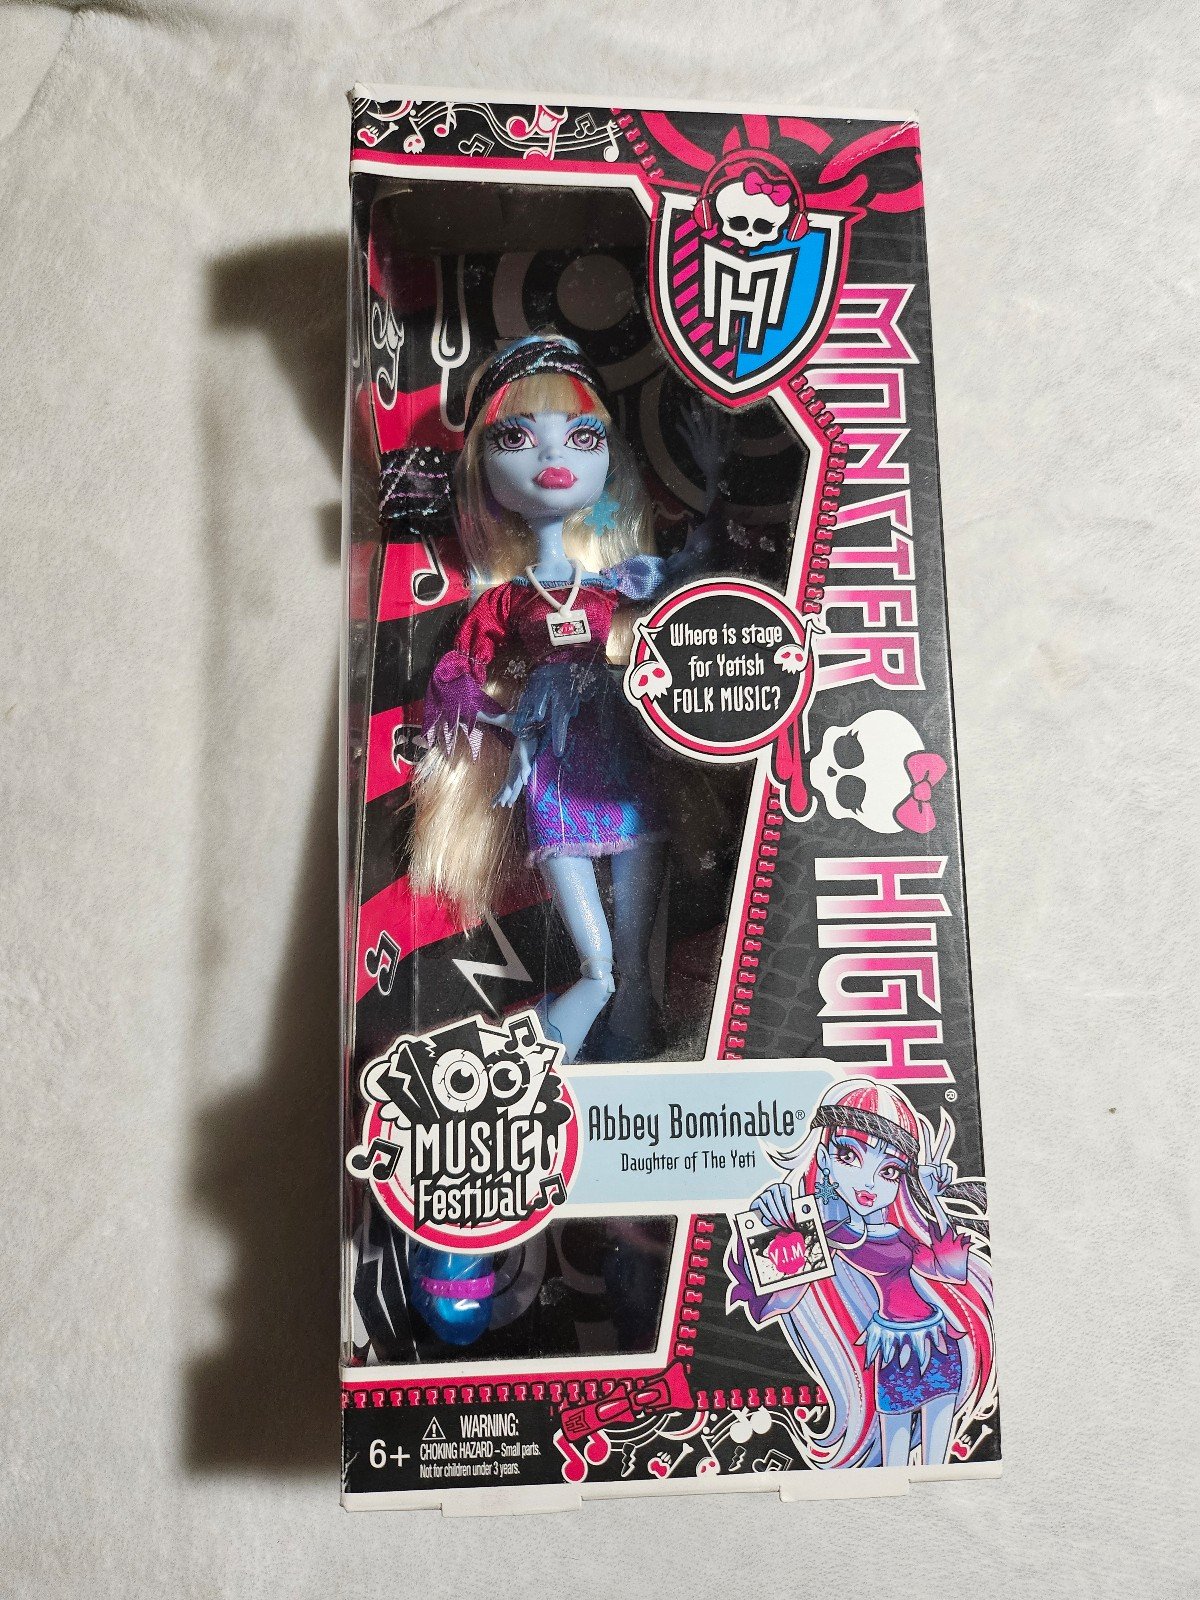 MH
MONSTER HIGH®
Where is stage
for Yetish
FOLK MUSIC?
MUSIC
Festival
Abbey Bominable®
Daughter of The Yeti
V.I.M
V.I.M
6+
WARNING:
CHOKING HAZARD – Small parts.
Not for children under 3 years.